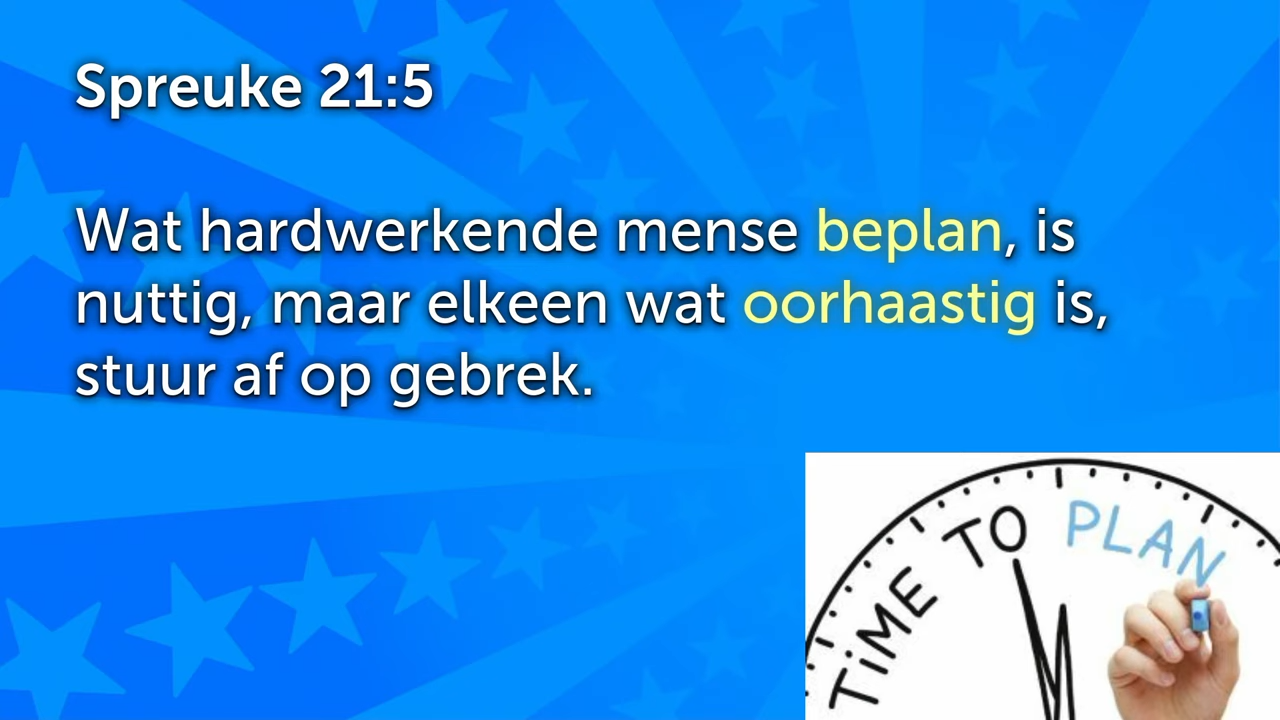 Spreuke 21:5
Wat hardwerkende mense beplan, is
nuttig, maar elkeen wat oorhaastig is,
stuur af op gebrek.
TiME TO PLAN